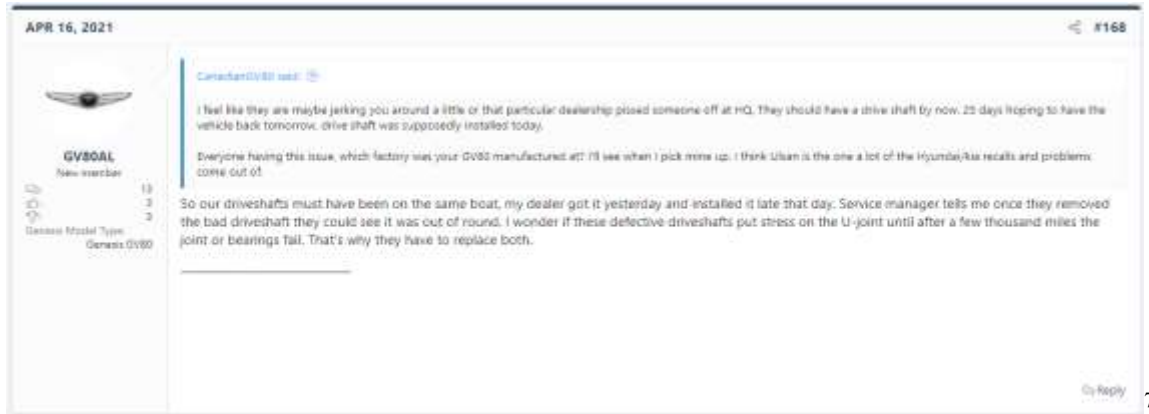 APR 16, 2021
#168
CanadianGV80 said:
I feel like they are maybe jerking you around a little or that particular dealership pissed someone off at HQ. They should have a drive shaft by now. 25 days hoping to have the
vehicle back tomorrow, drive shaft was supposedly installed today.
Everyone having this issue, which factory was your GV80 manufactured at? I'll see when I pick mine up. I think Ulsan is the one a lot of the Hyundai/kia recalls and problems
come out of.
GV80AL
New member
13
3
3
Genesis Model Type
Genesis GV80
So our driveshafts must have been on the same boat, my dealer got it yesterday and installed it late that day. Service manager tells me once they removed
the bad driveshaft they could see it was out of round. I wonder if these defective driveshafts put stress on the U-joint until after a few thousand miles the
joint or bearings fail. That's why they have to replace both.
Reply